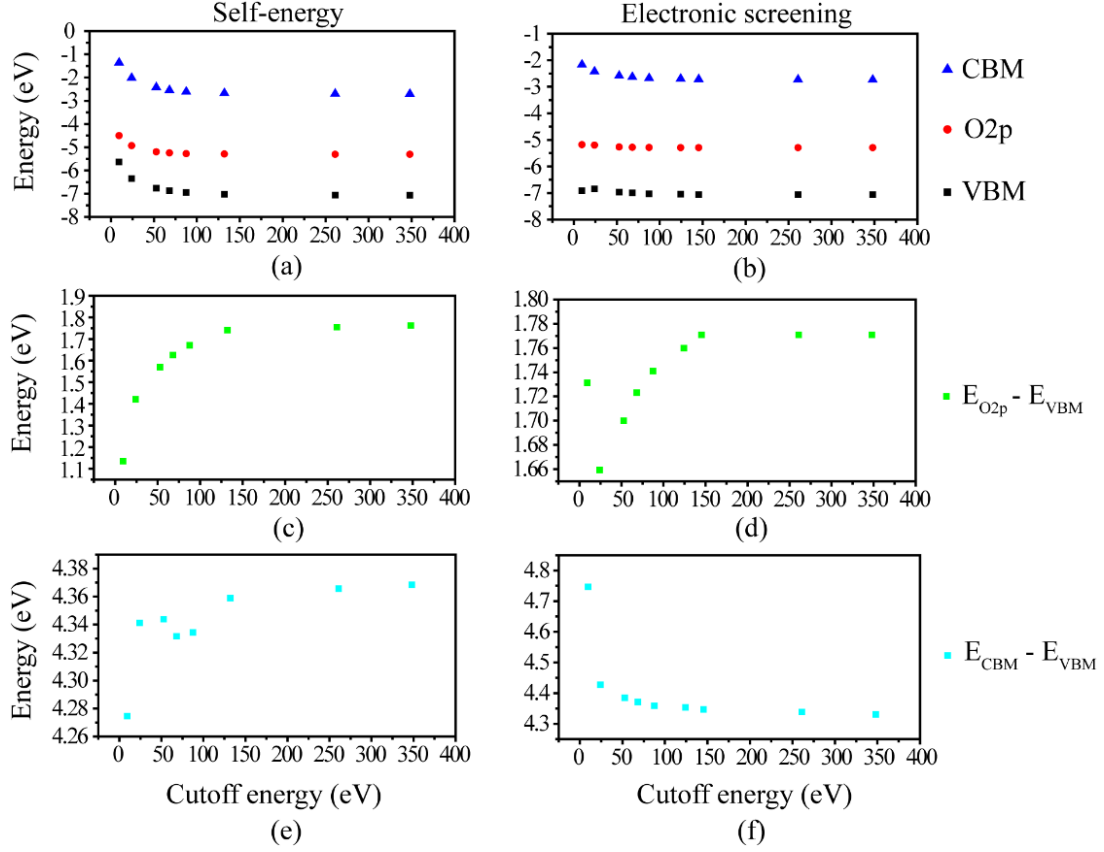 Self-energy
Electronic screening
0
-1
-2
-3
-4
-5
-6
-7
-8
Energy (eV)
0 50 100 150 200 250 300 350 400
(a)
0
-1
-2
-3
-4
-5
-6
-7
-8
0 50 100 150 200 250 300 350 400
(b)
CBM
O2p
VBM
1.9
1.8
1.7
1.6
1.5
1.4
1.3
1.2
1.1
Energy (eV)
0 50 100 150 200 250 300 350 400
(c)
1.80
1.78
1.76
1.74
1.72
1.70
1.68
1.66
0 50 100 150 200 250 300 350 400
(d)
E_O2p - E_VBM
4.38
4.36
4.34
4.32
4.30
4.28
4.26
Energy (eV)
0 50 100 150 200 250 300 350 400
Cutoff energy (eV)
(e)
4.8
4.7
4.6
4.5
4.4
4.3
0 50 100 150 200 250 300 350 400
Cutoff energy (eV)
(f)
E_CBM - E_VBM